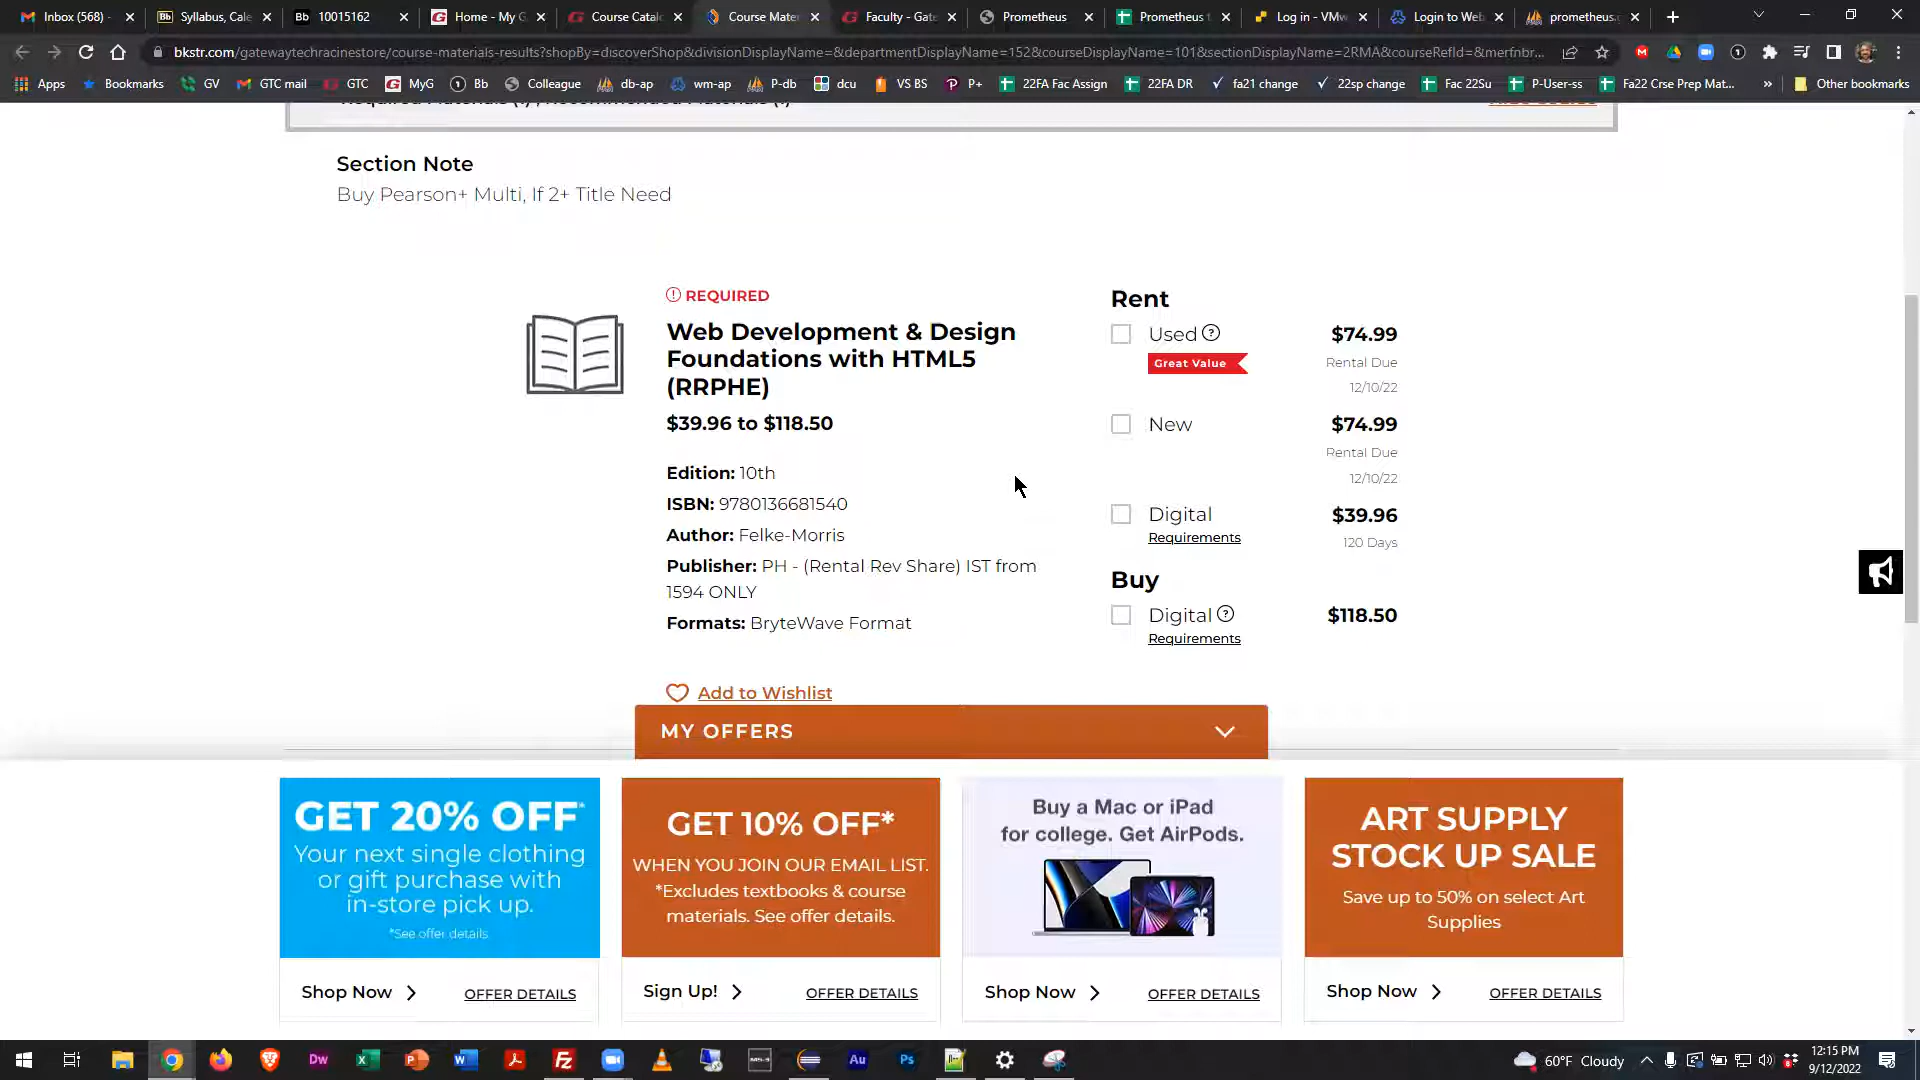 Inbox (568) -
Syllabus, Cale
10015162
Home - My G
Course Catalo
Course Mater
Faculty - Gate
Prometheus
Prometheus t
Log in - VMw
Login to Web
prometheus.g
bkstr.com/gatewaytechracinestore/course-materials-results?shopBy=discoverShop&divisionDisplayName=&departmentDisplayName=152&courseDisplayName=101&sectionDisplayName=2RMA&courseRefId=&merfnbr...
Apps
Bookmarks
GV
GTC mail
GTC
MyG
Bb
Colleague
db-ap
wm-ap
P-db
dcu
VS BS
P+
22FA Fac Assign
22FA DR
fa21 change
22sp change
Fac 22Su
P-User-ss
Fa22 Crse Prep Mat...
»
Other bookmarks
Section Note
Buy Pearson+ Multi, If 2+ Title Need
REQUIRED
Web Development & Design
Foundations with HTML5
(RRPHE)
$39.96 to $118.50
Edition: 10th
ISBN: 9780136681540
Author: Felke-Morris
Publisher: PH - (Rental Rev Share) IST from
1594 ONLY
Formats: BryteWave Format
Add to Wishlist
Rent
Used $74.99
Great Value
Rental Due
12/10/22
New $74.99
Rental Due
12/10/22
Digital $39.96
Requirements
120 Days
Buy
Digital $118.50
Requirements
MY OFFERS
GET 20% OFF*
Your next single clothing
or gift purchase with
in-store pick up.
*See offer details
Shop Now
OFFER DETAILS
GET 10% OFF*
WHEN YOU JOIN OUR EMAIL LIST.
*Excludes textbooks & course
materials. See offer details.
Sign Up!
OFFER DETAILS
Buy a Mac or iPad
for college. Get AirPods.
Shop Now
OFFER DETAILS
ART SUPPLY
STOCK UP SALE
Save up to 50% on select Art
Supplies
Shop Now
OFFER DETAILS
60°F Cloudy
12:15 PM
9/12/2022